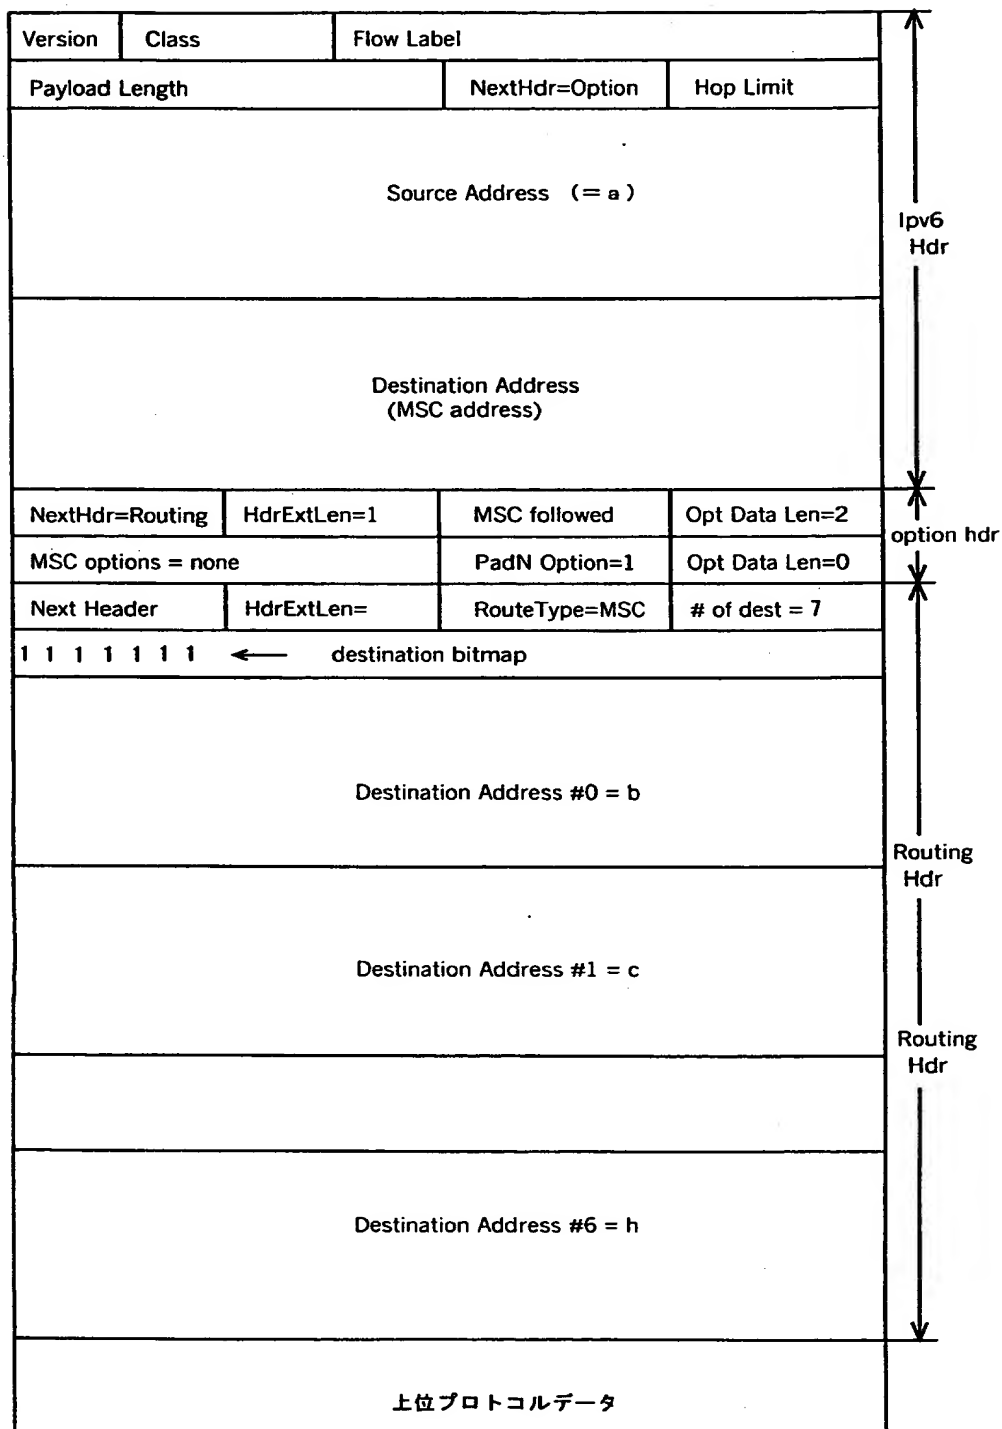 Version Class Flow Label
Payload Length NextHdr=Option Hop Limit
Source Address (= a)
Ipv6
Hdr
Destination Address
(MSC address)
NextHdr=Routing HdrExtLen=1 MSC followed Opt Data Len=2
option hdr
MSC options = none PadN Option=1 Opt Data Len=0
Next Header HdrExtLen= RouteType=MSC # of dest = 7
1 1 1 1 1 1 1 ← destination bitmap
Destination Address #0 = b
Routing
Hdr
Destination Address #1 = c
Routing
Hdr
Destination Address #6 = h
上位プロトコルデータ